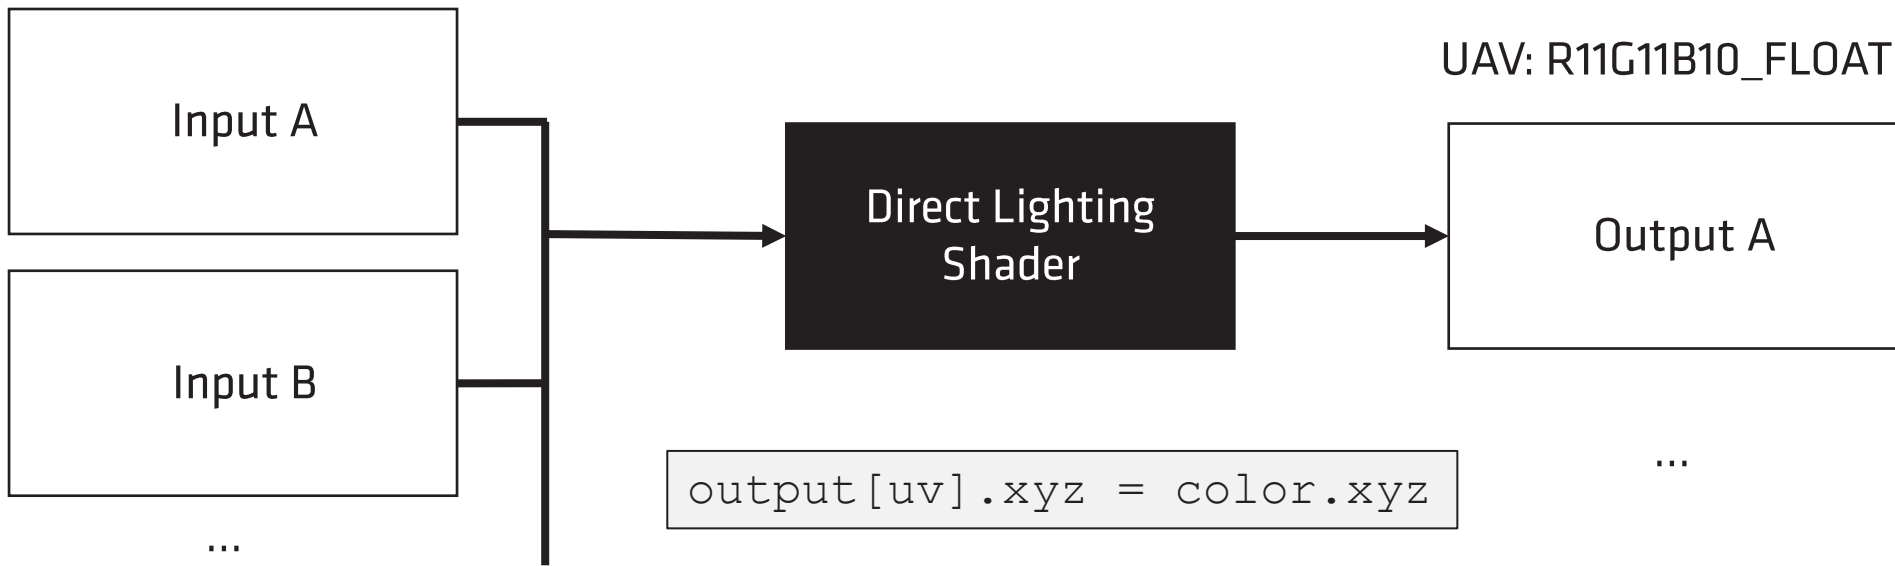 UAV: R11G11B10_FLOAT
Input A
Direct Lighting
Shader
Output A
Input B
output[uv].xyz = color.xyz
...
...